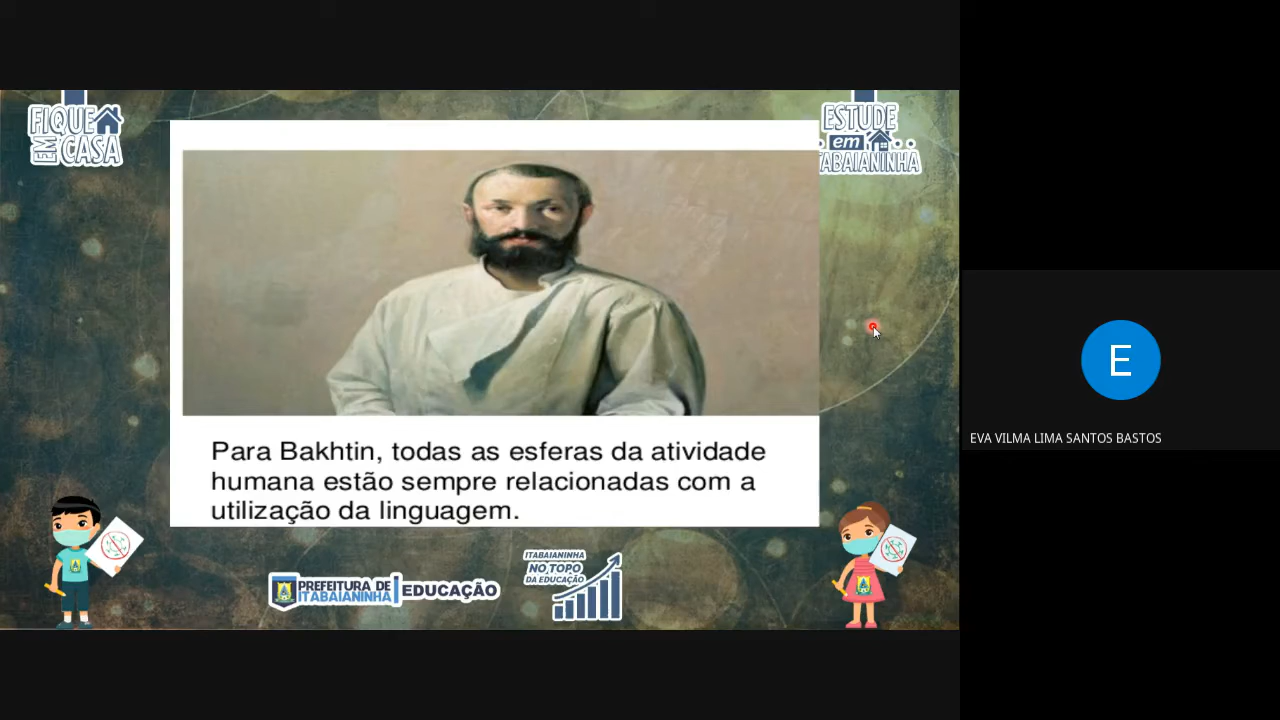 FIQUE
EM CASA
ESTUDE
em
TABAIANINHA
Para Bakhtin, todas as esferas da atividade
humana estão sempre relacionadas com a
utilização da linguagem.
PREFEITURA DE
ITABAIANINHA
EDUCAÇÃO
ITABAIANINHA
NO TOPO
DA EDUCAÇÃO
E
EVA VILMA LIMA SANTOS BASTOS